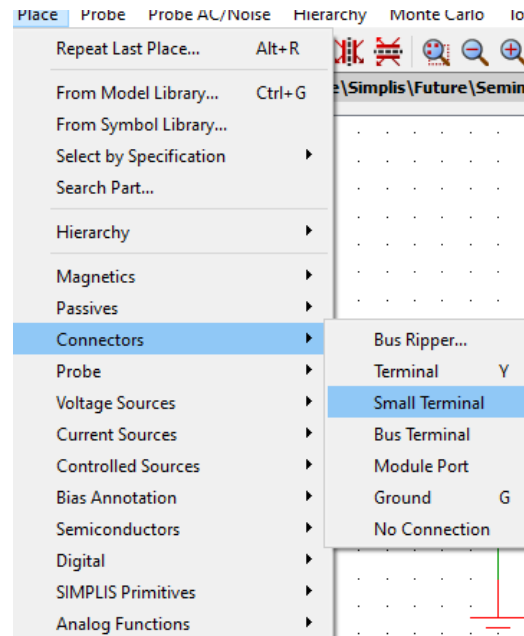 Place Probe Probe AC/Noise Hierarchy Monte Carlo
Repeat Last Place... Alt+R
From Model Library... Ctrl+G
e\Simplis\Future\Semin
From Symbol Library...
Select by Specification
Search Part...
Hierarchy
Magnetics
Passives
Connectors
Probe
Voltage Sources
Current Sources
Controlled Sources
Bias Annotation
Semiconductors
Digital
SIMPLIS Primitives
Analog Functions
Bus Ripper...
Terminal Y
Small Terminal
Bus Terminal
Module Port
Ground G
No Connection